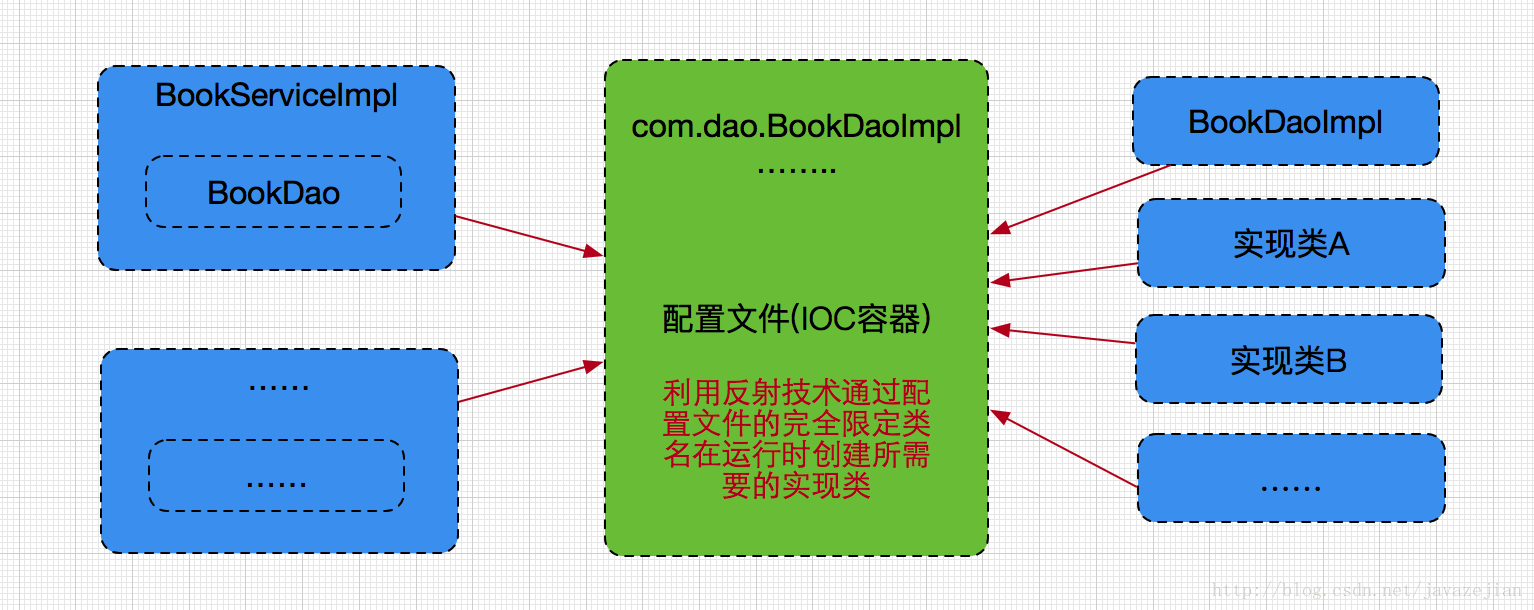 BookServiceImpl
BookDao
......
......
com.dao.BookDaoImpl
........
配置文件(IOC容器)
利用反射技术通过配
置文件的完全限定类
名在运行时创建所需
要的实现类
BookDaoImpl
实现类A
实现类B
......
http://blog.csdn.net/javazejian